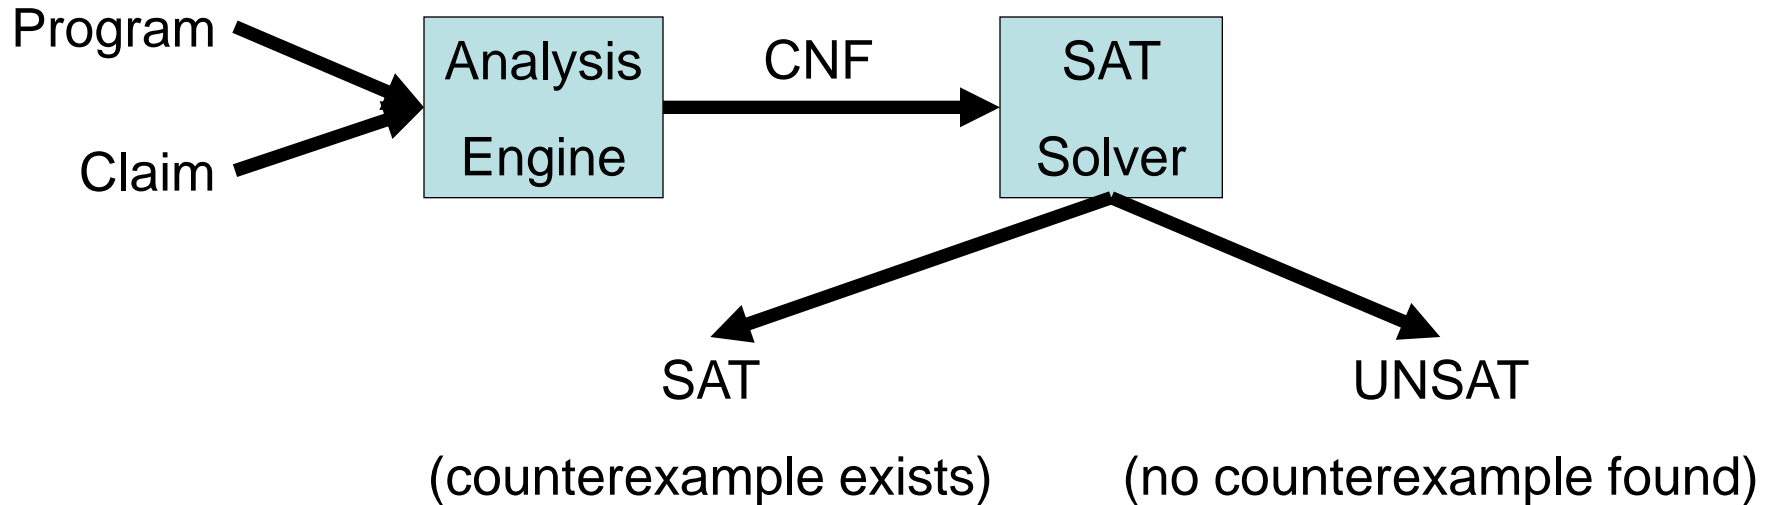 Program
Claim
Analysis
Engine
CNF
SAT
Solver
SAT
(counterexample exists)
UNSAT
(no counterexample found)